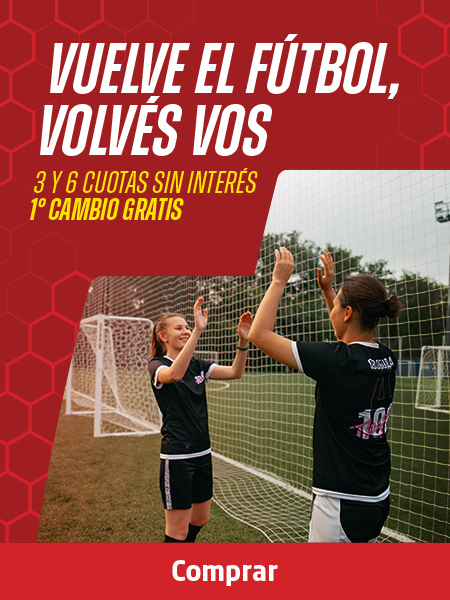 VUELVE EL FÚTBOL,
VOLVÉS VOS
3 Y 6 CUOTAS SIN INTERÉS
1° CAMBIO GRATIS
Comprar